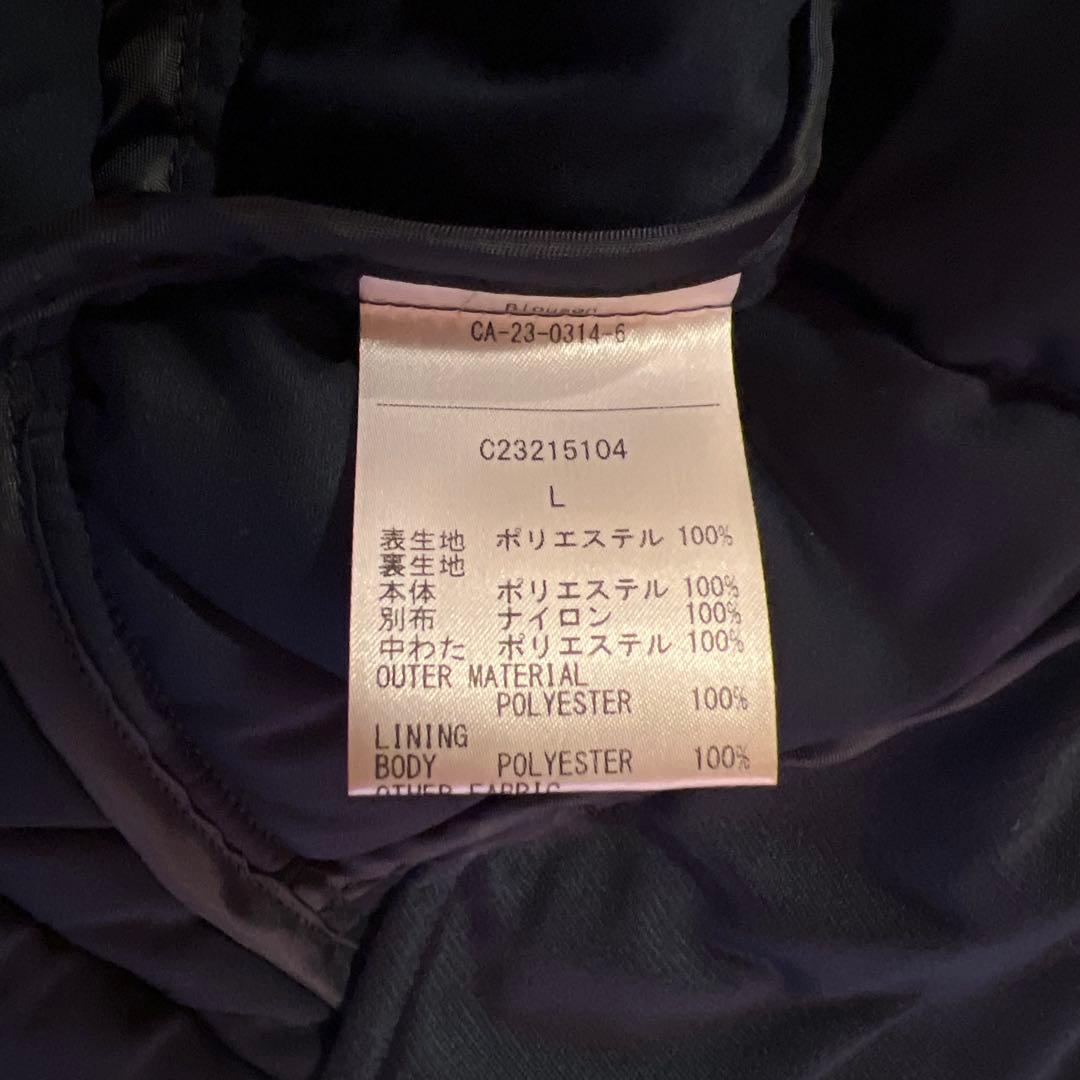 Blouson
CA-23-0314-6
C23215104
L
表生地 ポリエステル 100%
裏生地
本体 ポリエステル 100%
別布 ナイロン 100%
中わた ポリエステル 100%
OUTER MATERIAL
POLYESTER 100%
LINING
BODY POLYESTER 100%
OTHER FABRIC